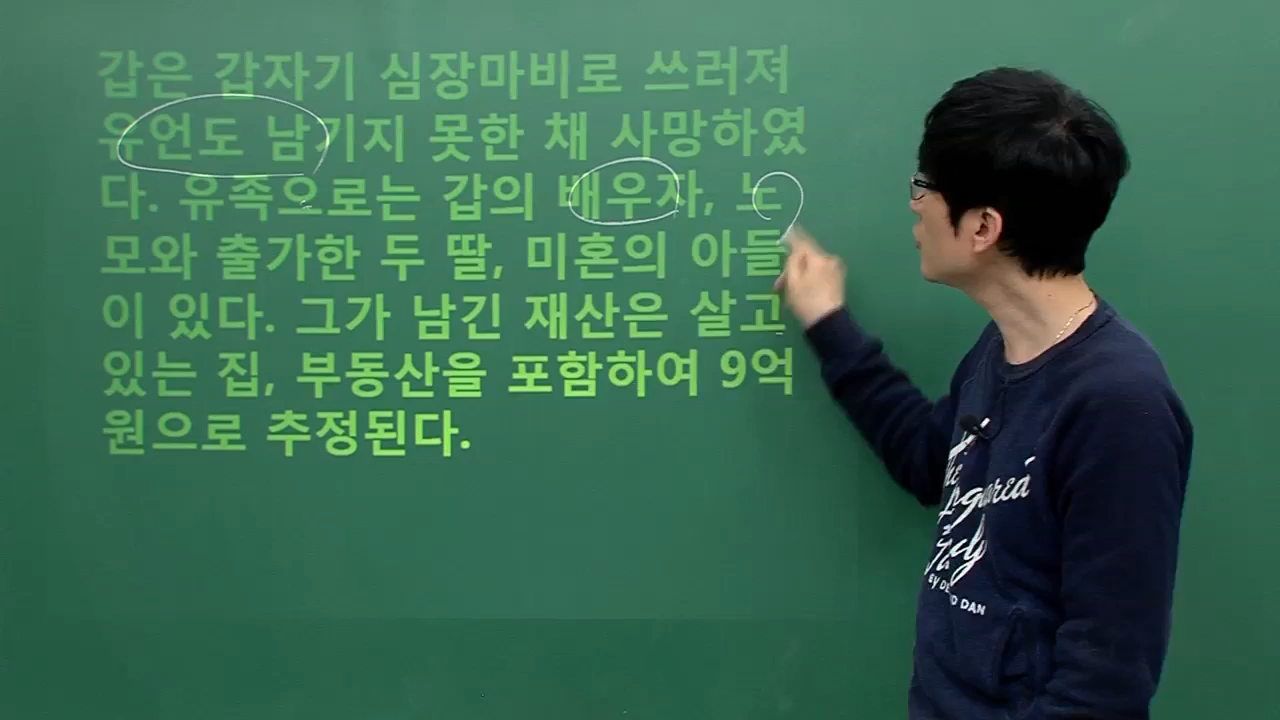 갑은 갑자기 심장마비로 쓰러져
유언도 남기지 못한 채 사망하였
다. 유족으로는 갑의 배우자, 노
모와 출가한 두 딸, 미혼의 아들
이 있다. 그가 남긴 재산은 살고
있는 집, 부동산을 포함하여 9억
원으로 추정된다.